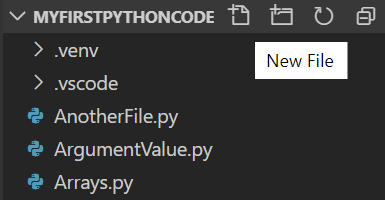 MYFIRSTPYTHONCODE
New File
.venv
.vscode
AnotherFile.py
ArgumentValue.py
Arrays.py